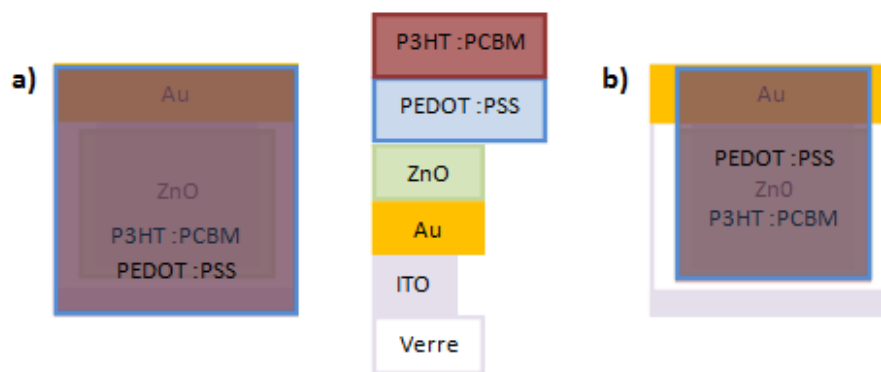 a)
Au
ZnO
P3HT :PCBM
PEDOT :PSS
P3HT :PCBM
PEDOT :PSS
ZnO
Au
ITO
Verre
b)
Au
PEDOT :PSS
Zn0
P3HT :PCBM